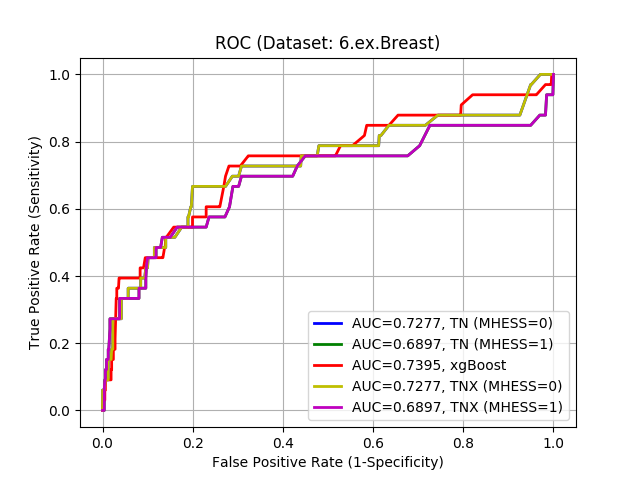 ROC (Dataset: 6.ex.Breast)
True Positive Rate (Sensitivity)
1.0
0.8
0.6
0.4
0.2
0.0
AUC=0.7277, TN (MHESS=0)
AUC=0.6897, TN (MHESS=1)
AUC=0.7395, xgBoost
AUC=0.7277, TNX (MHESS=0)
AUC=0.6897, TNX (MHESS=1)
0.0 0.2 0.4 0.6 0.8 1.0
False Positive Rate (1-Specificity)